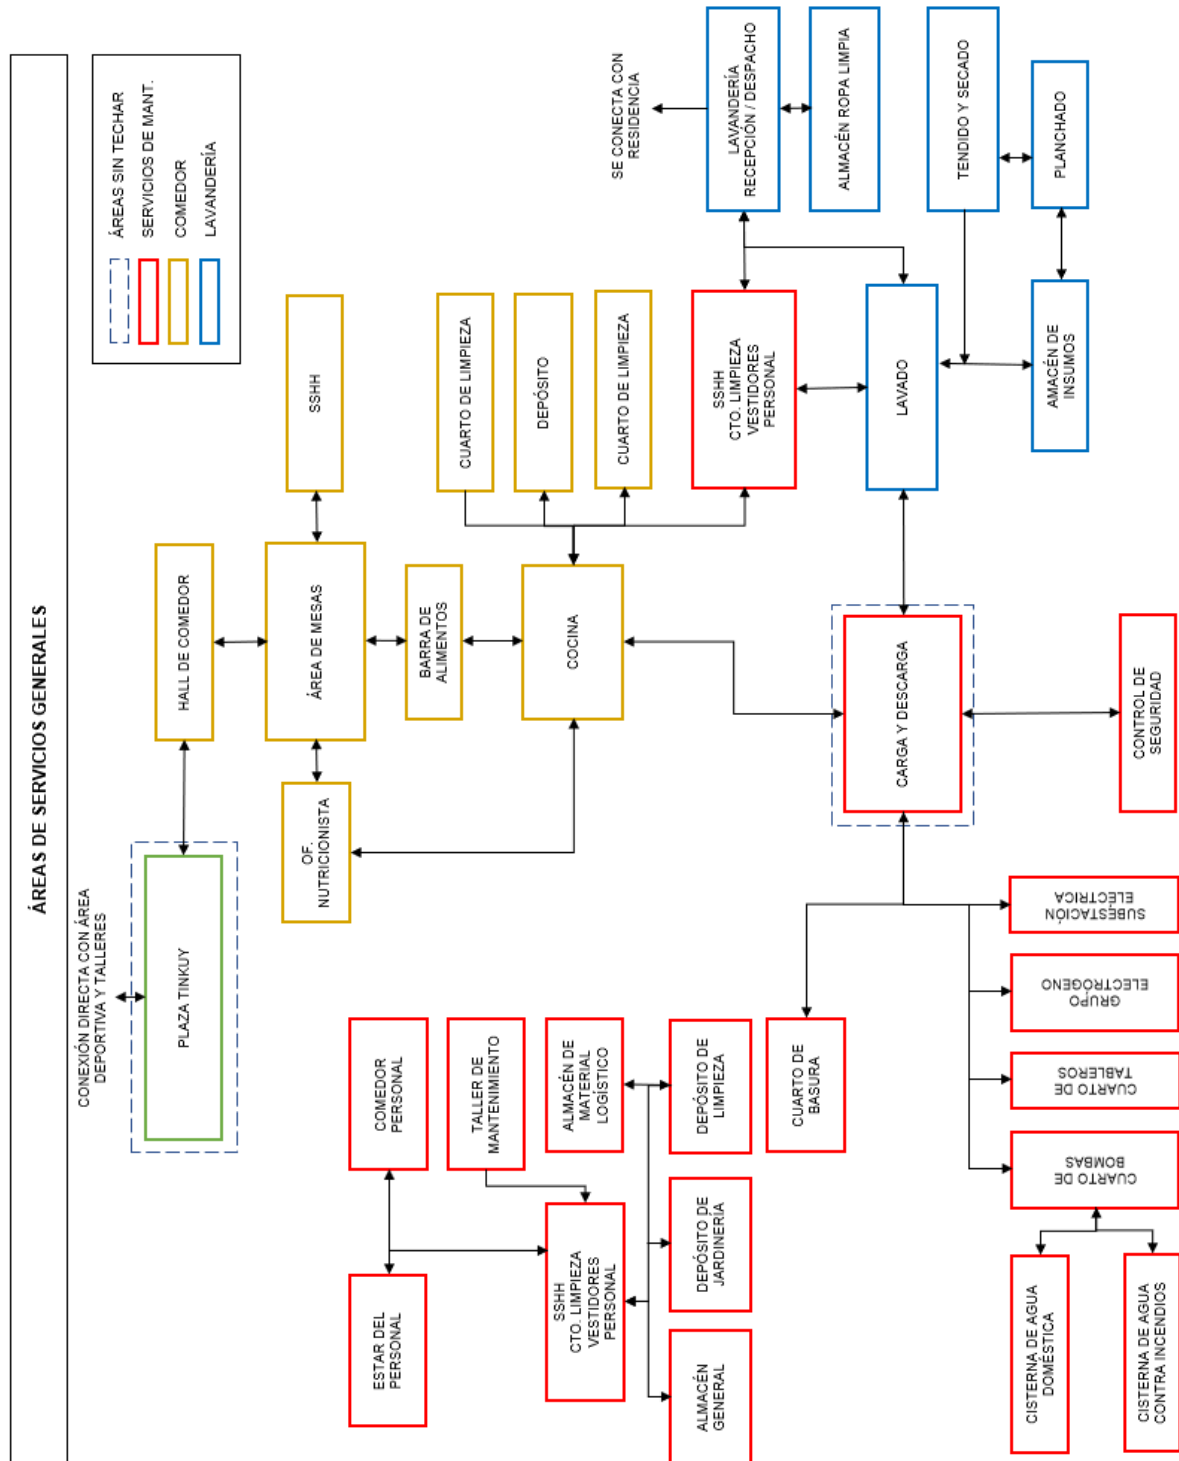 ÁREAS DE SERVICIOS GENERALES
CONEXIÓN DIRECTA CON ÁREA
DEPORTIVA Y TALLERES
PLAZA TINKUY
HALL DE COMEDOR
ÁREAS SIN TECHAR
SERVICIOS DE MANT.
COMEDOR
LAVANDERÍA
OF.
NUTRICIONISTA
ÁREA DE MESAS
SSHH
COMEDOR
PERSONAL
ESTAR DEL
PERSONAL
BARRA DE
ALIMENTOS
TALLER DE
MANTENIMIENTO
CUARTO DE LIMPIEZA
DEPÓSITO
CUARTO DE LIMPIEZA
COCINA
SSHH
CTO. LIMPIEZA
VESTIDORES
PERSONAL
ALMACÉN DE
MATERIAL
LOGÍSTICO
SE CONECTA CON
RESIDENCIA
ALMACÉN
GENERAL
DEPÓSITO DE
JARDINERÍA
DEPÓSITO DE
LIMPIEZA
SSHH
CTO. LIMPIEZA
VESTIDORES
PERSONAL
LAVANDERÍA
RECEPCIÓN / DESPACHO
ALMACÉN ROPA LIMPIA
CUARTO DE
BASURA
CARGA Y DESCARGA
LAVADO
TENDIDO Y SECADO
CUARTO DE
BOMBAS
CUARTO DE
TABLEROS
GRUPO
ELECTRÓGENO
SUBESTACIÓN
ELÉCTRICA
AMACÉN DE
INSUMOS
PLANCHADO
CISTERNA DE AGUA
DOMÉSTICA
CISTERNA DE AGUA
CONTRA INCENDIOS
CONTROL DE
SEGURIDAD